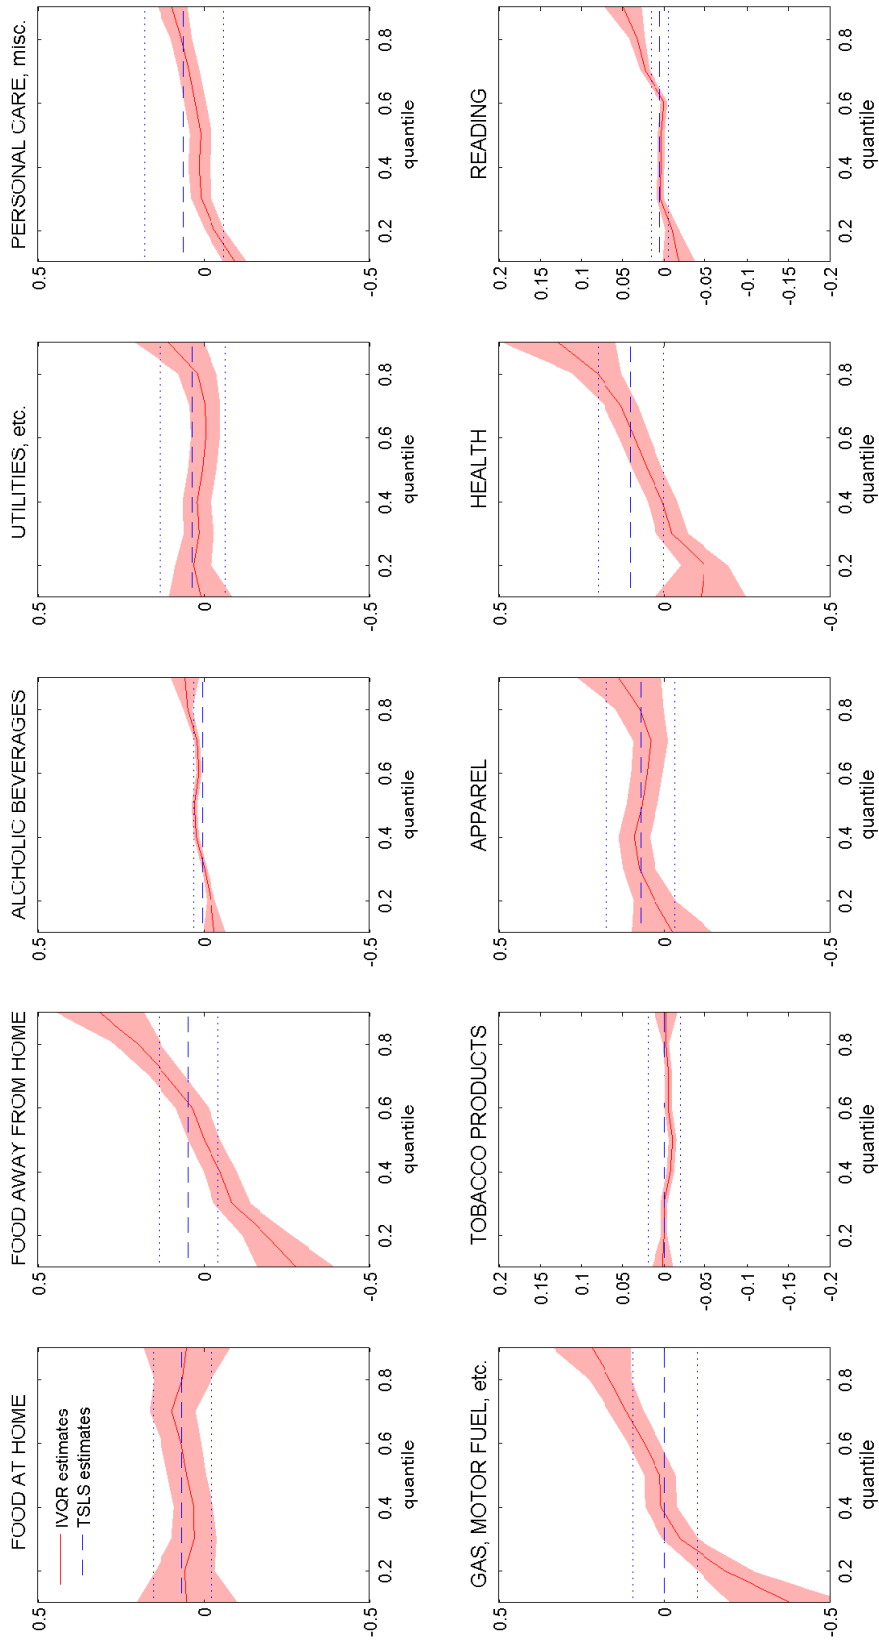 FOOD AT HOME
0.5
0
-0.5
IVQR estimates
TSLS estimates
0.2 0.4 0.6 0.8
quantile
FOOD AWAY FROM HOME
0.5
0
-0.5
0.2 0.4 0.6 0.8
quantile
ALCHOLIC BEVERAGES
0.5
0
-0.5
0.2 0.4 0.6 0.8
quantile
UTILITIES, etc.
0.5
0
-0.5
0.2 0.4 0.6 0.8
quantile
PERSONAL CARE, misc.
0.5
0
-0.5
0.2 0.4 0.6 0.8
quantile
GAS, MOTOR FUEL, etc.
0.5
0
-0.5
0.2 0.4 0.6 0.8
quantile
TOBACCO PRODUCTS
0.2
0.15
0.1
0.05
0
-0.05
-0.1
-0.15
-0.2
0.2 0.4 0.6 0.8
quantile
APPAREL
0.5
0
-0.5
0.2 0.4 0.6 0.8
quantile
HEALTH
0.5
0
-0.5
0.2 0.4 0.6 0.8
quantile
READING
0.2
0.15
0.1
0.05
0
-0.05
-0.1
-0.15
-0.2
0.2 0.4 0.6 0.8
quantile